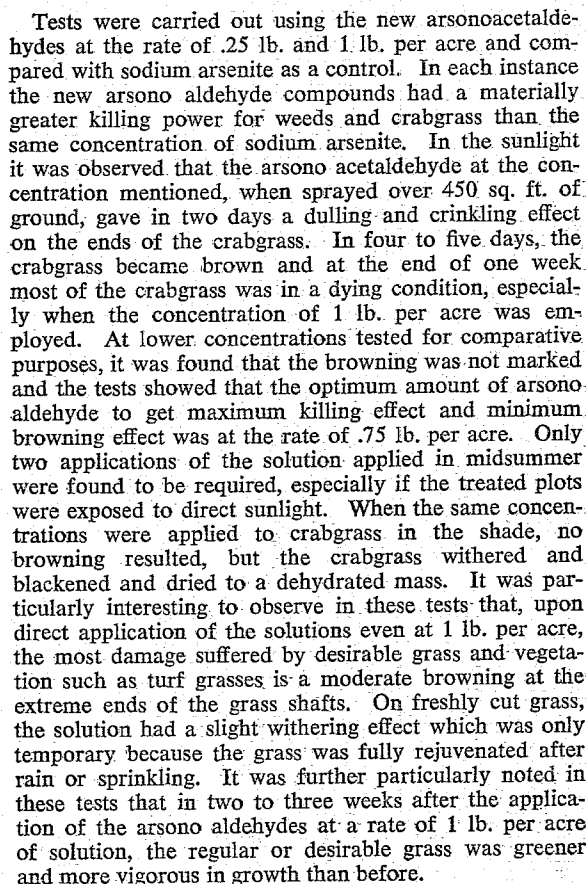 Tests were carried out using the new arsonoacetalde-
hydes at the rate of .25 lb. and 1 lb. per acre and com-
pared with sodium arsenite as a control. In each instance
the new arsono aldehyde compounds had a materially
greater killing power for weeds and crabgrass than the
same concentration of sodium arsenite. In the sunlight
it was observed that the arsono acetaldehyde at the con-
centration mentioned, when sprayed over 450 sq. ft. of
ground, gave in two days a dulling and crinkling effect
on the ends of the crabgrass. In four to five days, the
crabgrass became brown and at the end of one week
most of the crabgrass was in a dying condition, especial-
ly when the concentration of 1 lb. per acre was em-
ployed. At lower concentrations tested for comparative
purposes, it was found that the browning was not marked
and the tests showed that the optimum amount of arsono
aldehyde to get maximum killing effect and minimum
browning effect was at the rate of .75 lb. per acre. Only
two applications of the solution applied in midsummer
were found to be required, especially if the treated plots
were exposed to direct sunlight. When the same concen-
trations were applied to crabgrass in the shade, no
browning resulted, but the crabgrass withered and
blackened and dried to a dehydrated mass. It was par-
ticularly interesting to observe in these tests that, upon
direct application of the solutions even at 1 lb. per acre,
the most damage suffered by desirable grass and vegeta-
tion such as turf grasses is a moderate browning at the
extreme ends of the grass shafts. On freshly cut grass,
the solution had a slight withering effect which was only
temporary because the grass was fully rejuvenated after
rain or sprinkling. It was further particularly noted in
these tests that in two to three weeks after the applica-
tion of the arsono aldehydes at a rate of 1 lb. per acre
of solution, the regular or desirable grass was greener
and more vigorous in growth than before.